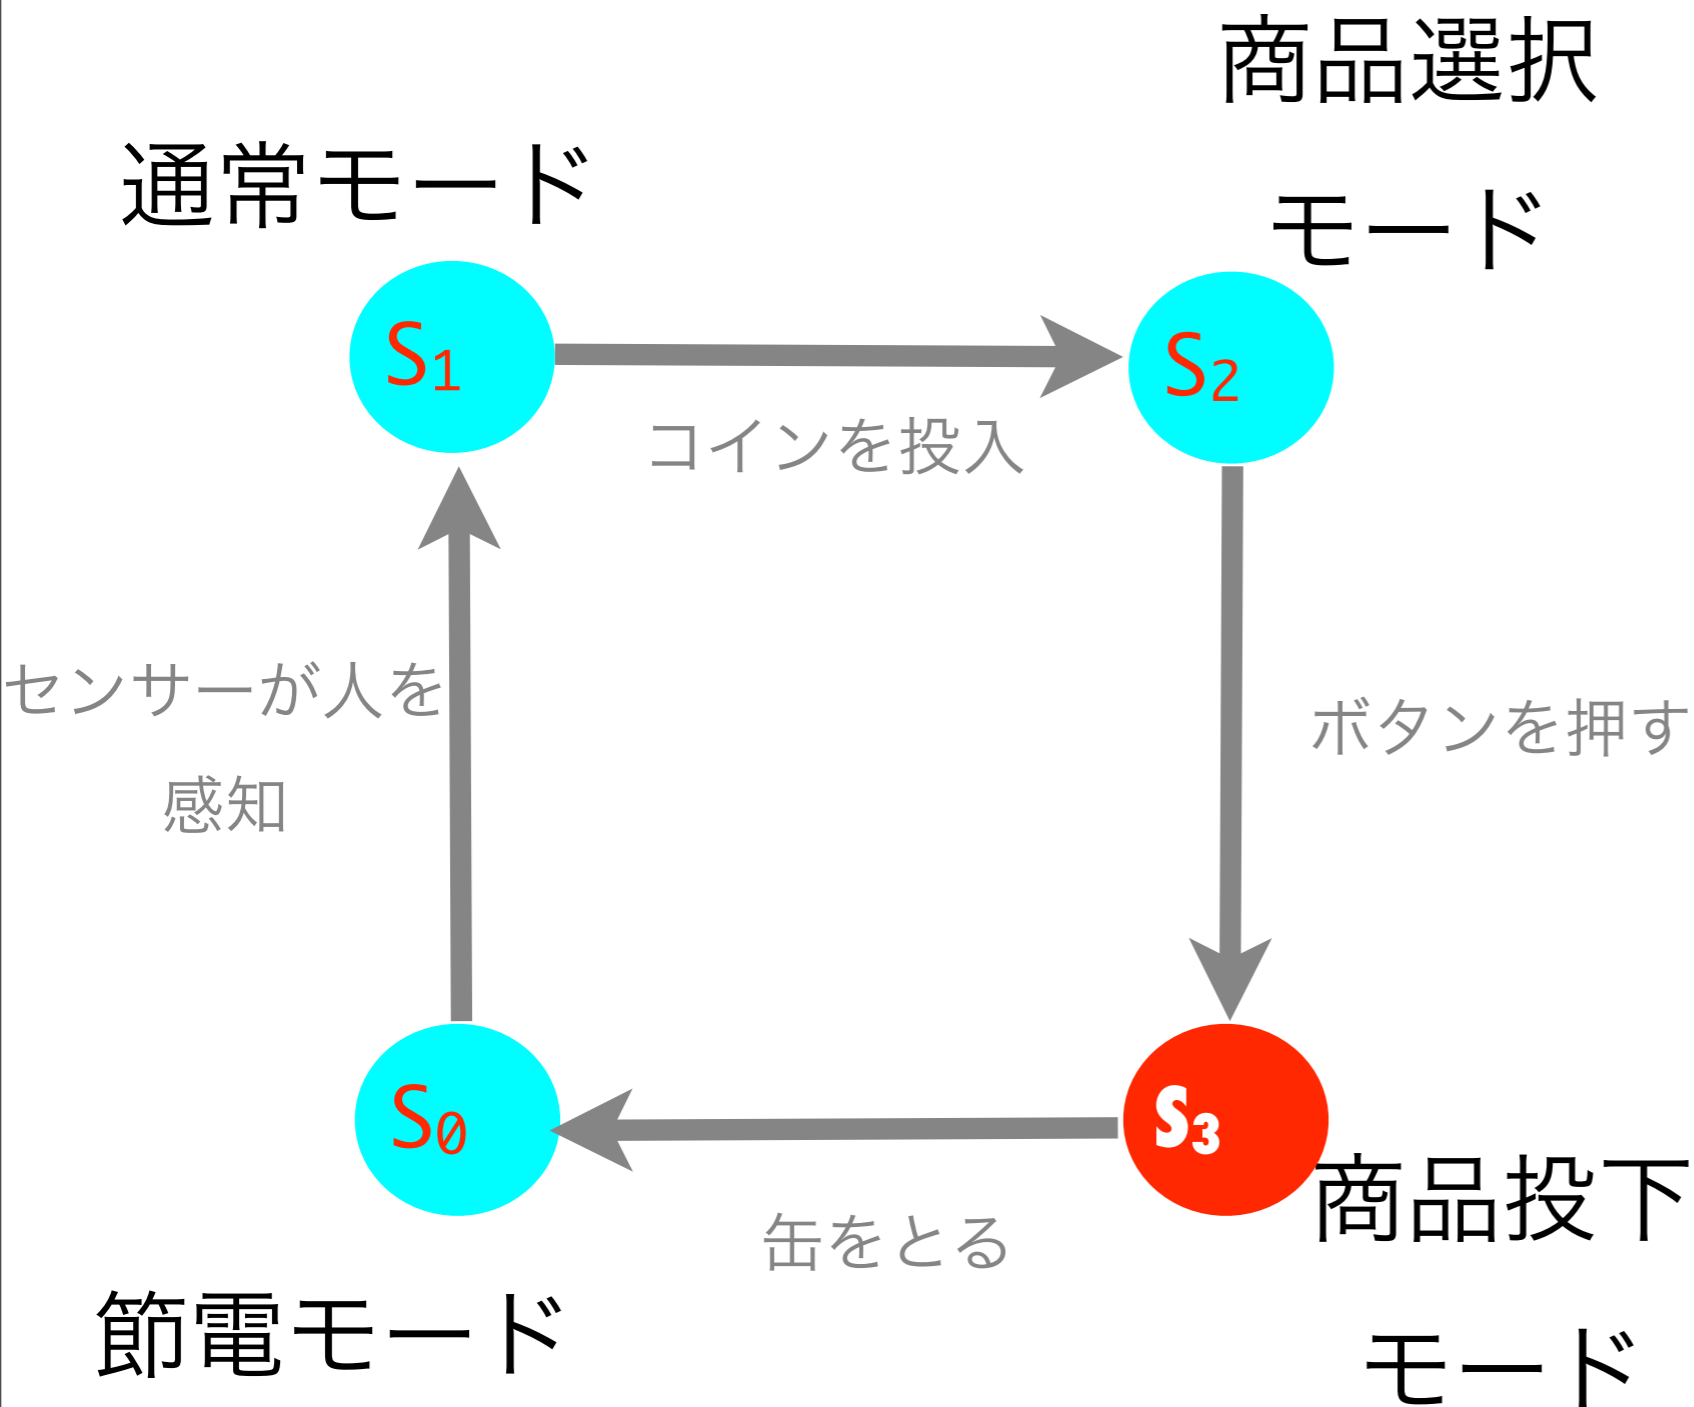 商品選択
モード
通常モード
S1
S2
コインを投入
センサーが人を
感知
ボタンを押す
S0
S3
商品投下
モード
缶をとる
節電モード